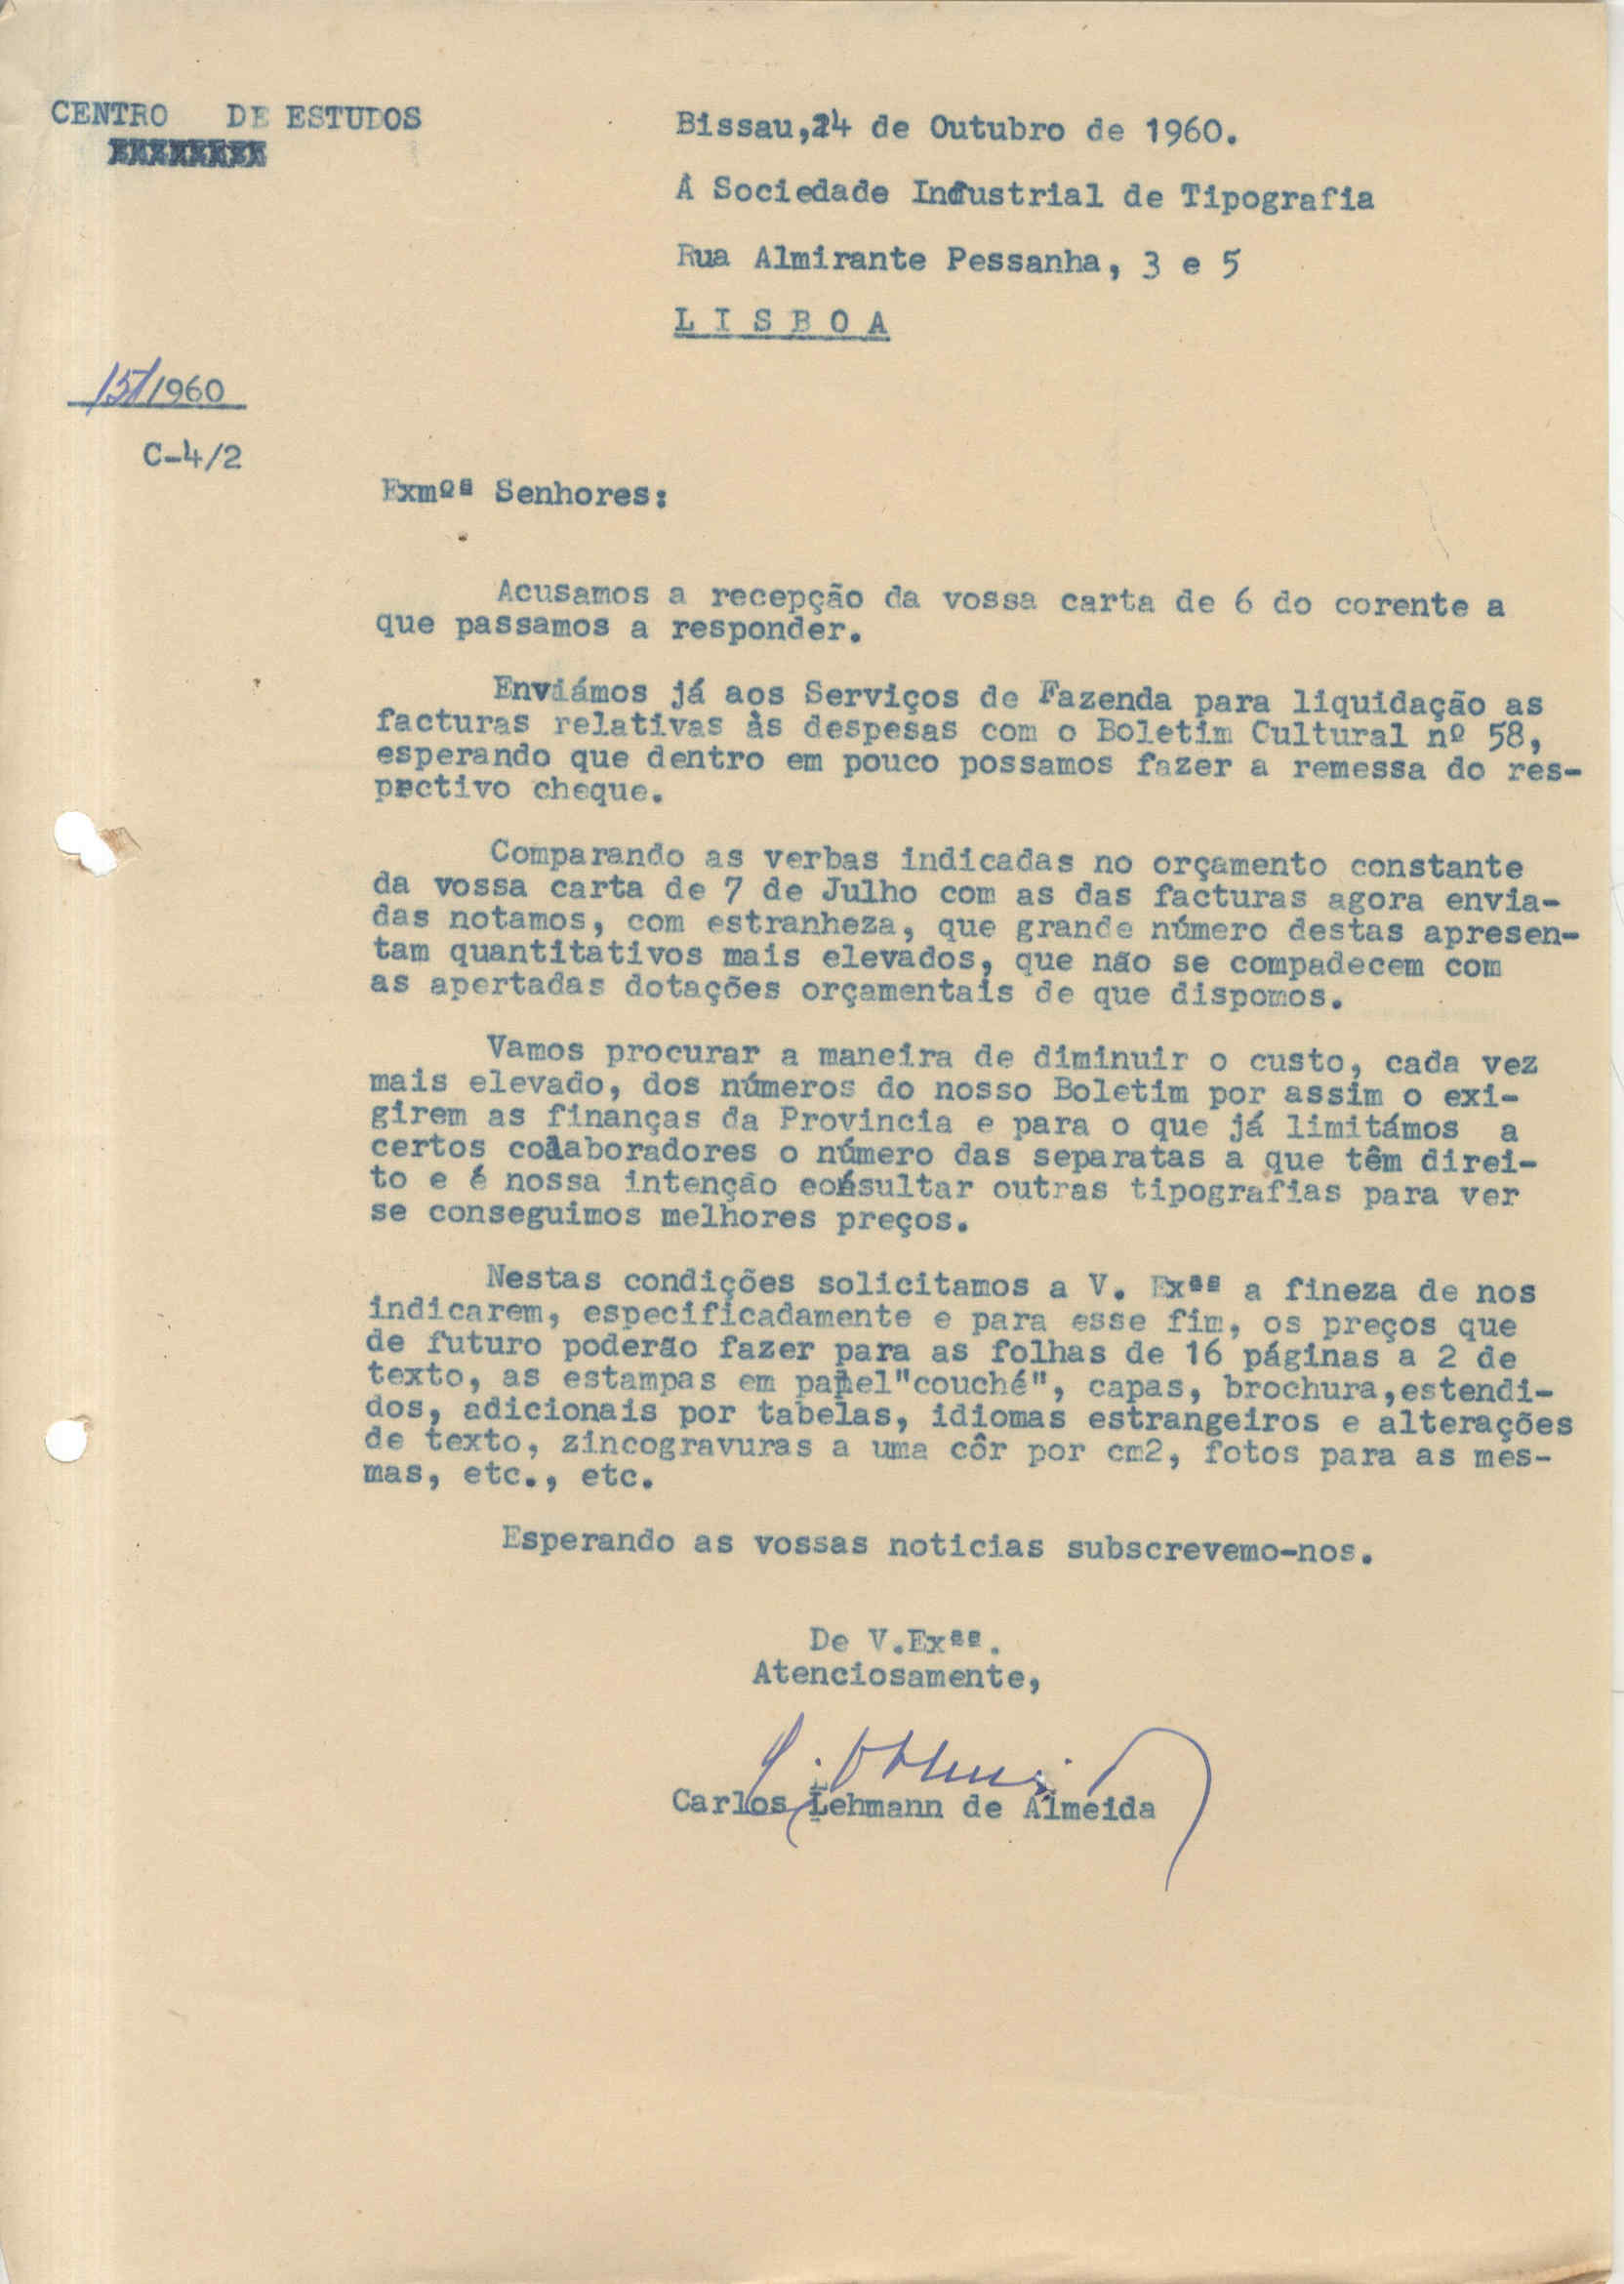 CENTRO DE ESTUDOS
Bissau,24 de Outubro de 1960.
Á Sociedade Industrial de Tipografia
Rua Almirante Pessanha, 3 e 5
L I S B O A
151/1960
C-4/2
Exmºs Senhores:
Acusamos a recepção da vossa carta de 6 do corente a
que passamos a responder.
Enviámos já aos Serviços de Fazenda para liquidação as
facturas relativas às despesas com o Boletim Cultural nº 58,
esperando que dentro em pouco possamos fazer a remessa do res-
pectivo cheque.
Comparando as verbas indicadas no orçamento constante
da vossa carta de 7 de Julho com as das facturas agora envia-
das notamos, com estranheza, que grande número destas apresen-
tam quantitativos mais elevados, que não se compadecem com
as apertadas dotações orçamentais de que dispomos.
Vamos procurar a maneira de diminuir o custo, cada vez
mais elevado, dos números do nosso Boletim por assim o exi-
girem as finanças da Provincia e para o que já limitámos a
certos colaboradores o número das separatas a que têm direi-
to e é nossa intenção consultar outras tipografias para ver
se conseguimos melhores preços.
Nestas condições solicitamos a V. Exªs a fineza de nos
indicarem, especificadamente e para esse fim, os preços que
de futuro poderão fazer para as folhas de 16 páginas a 2 de
texto, as estampas em papel"couché", capas, brochura,estendi-
dos, adicionais por tabelas, idiomas estrangeiros e alterações
de texto, zincogravuras a uma côr por cm2, fotos para as mes-
mas, etc., etc.
Esperando as vossas noticias subscrevemo-nos.
De V.Exªs.
Atenciosamente,
Carlos Lehmann de Almeida